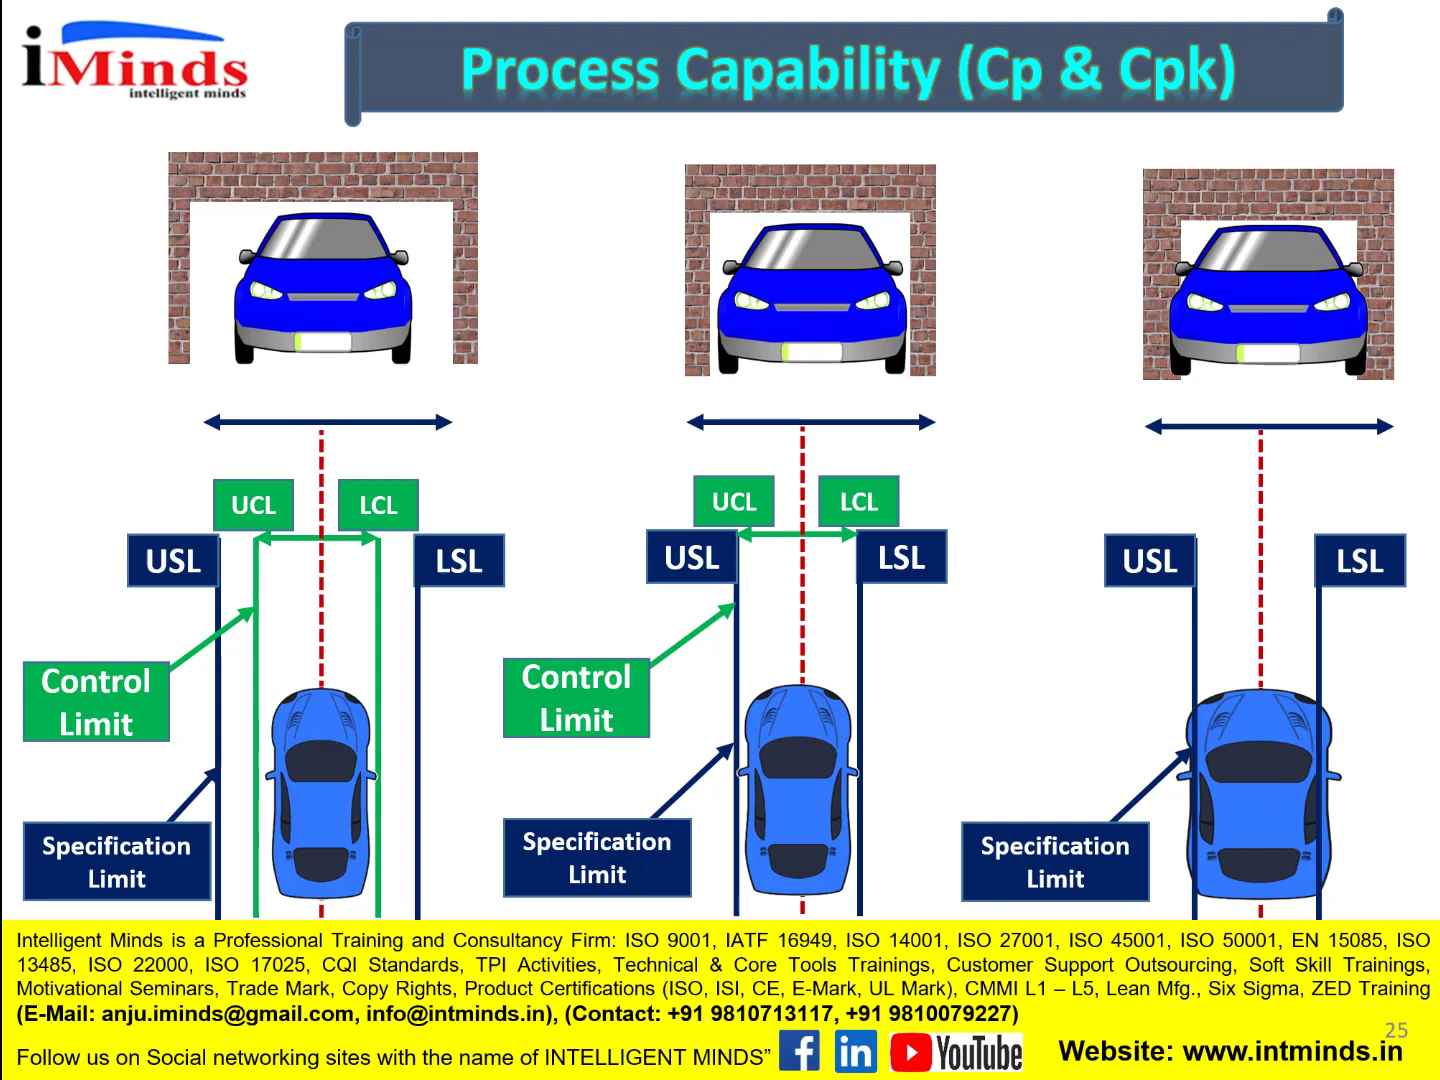 iMinds
intelligent minds
Process Capability (Cp & Cpk)
UCL LCL
USL LSL
Control
Limit
Specification
Limit
UCL LCL
USL LSL
Control
Limit
Specification
Limit
USL LSL
Specification
Limit
Intelligent Minds is a Professional Training and Consultancy Firm: ISO 9001, IATF 16949, ISO 14001, ISO 27001, ISO 45001, ISO 50001, EN 15085, ISO
13485, ISO 22000, ISO 17025, CQI Standards, TPI Activities, Technical & Core Tools Trainings, Customer Support Outsourcing, Soft Skill Trainings,
Motivational Seminars, Trade Mark, Copy Rights, Product Certifications (ISO, ISI, CE, E-Mark, UL Mark), CMMI L1 – L5, Lean Mfg., Six Sigma, ZED Training
(E-Mail: anju.iminds@gmail.com, info@intminds.in), (Contact: +91 9810713117, +91 9810079227)
25
Follow us on Social networking sites with the name of INTELLIGENT MINDS” f in YouTube Website: www.intminds.in